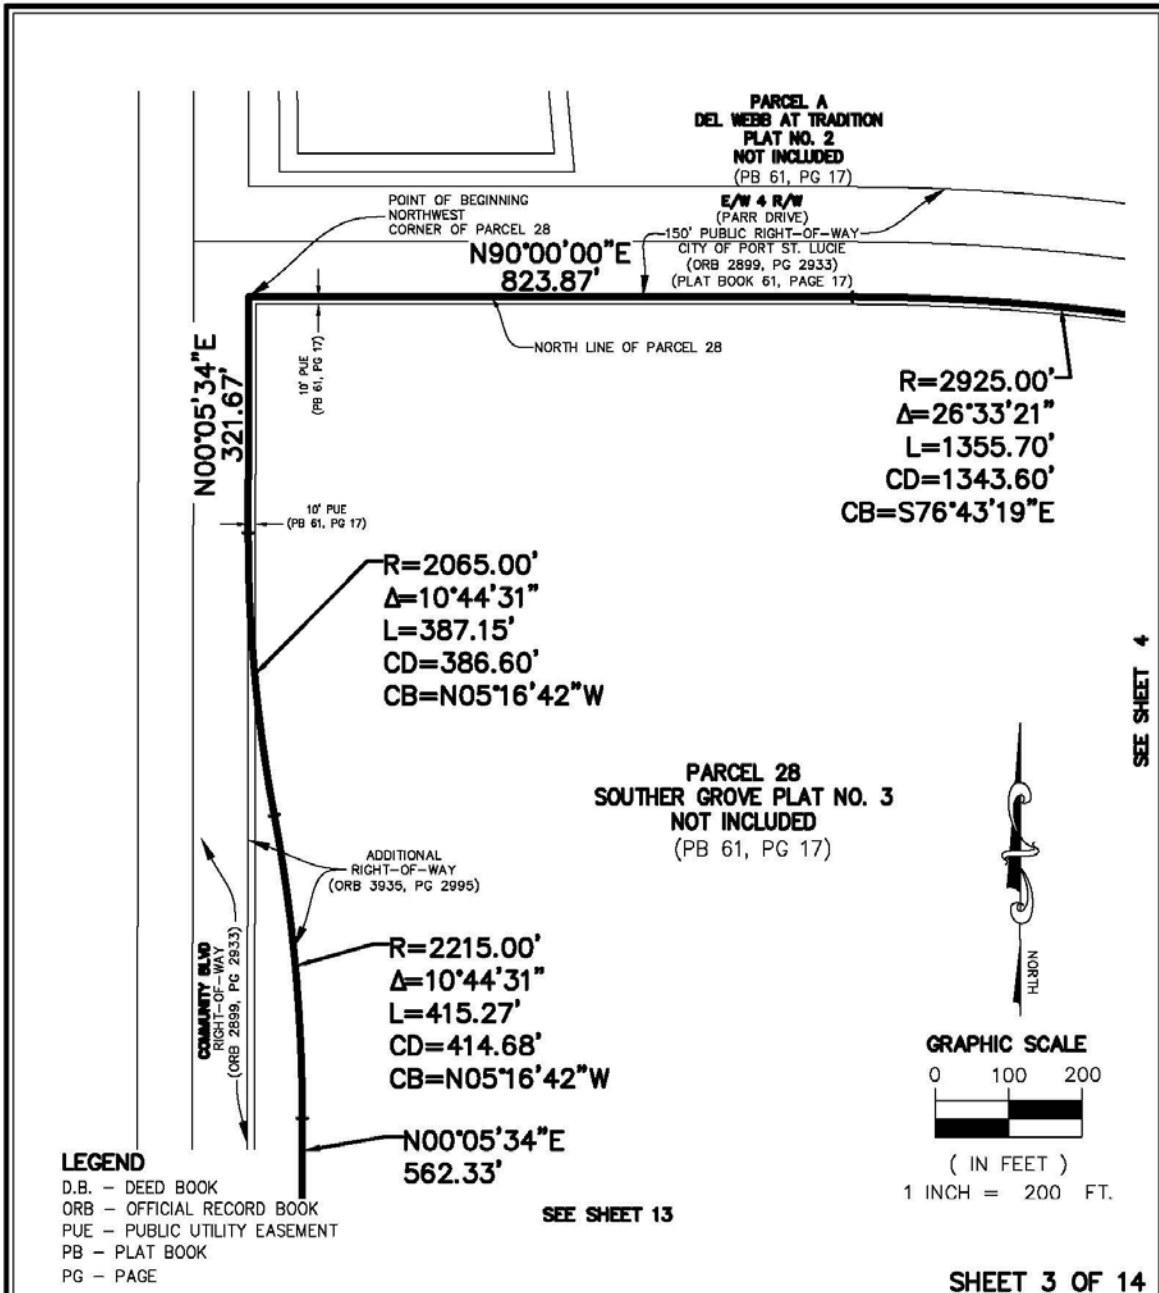 PARCEL A
DEL WEBB AT TRADITION
PLAT NO. 2
NOT INCLUDED
(PB 61, PG 17)
POINT OF BEGINNING
NORTHWEST
CORNER OF PARCEL 28
E/W 4 R/W
(PARR DRIVE)
150' PUBLIC RIGHT-OF-WAY
CITY OF PORT ST. LUCIE
(ORB 2899, PG 2933)
(PLAT BOOK 61, PAGE 17)
N90°00'00"E
823.87'
NORTH LINE OF PARCEL 28
10' PUE
(PB 61, PG 17)
N00°05'34"E
321.67'
R=2925.00'
Δ=26°33'21"
L=1355.70'
CD=1343.60'
CB=S76°43'19"E
10' PUE
(PB 61, PG 17)
R=2065.00'
Δ=10°44'31"
L=387.15'
CD=386.60'
CB=N05°16'42"W
SEE SHEET 4
PARCEL 28
SOUTHER GROVE PLAT NO. 3
NOT INCLUDED
(PB 61, PG 17)
ADDITIONAL
RIGHT-OF-WAY
(ORB 3935, PG 2995)
COMMUNITY BLVD
RIGHT-OF-WAY
(ORB 2899, PG 2933)
R=2215.00'
Δ=10°44'31"
L=415.27'
CD=414.68'
CB=N05°16'42"W
NORTH
GRAPHIC SCALE
0 100 200
( IN FEET )
1 INCH = 200 FT.
N00°05'34"E
562.33'
LEGEND
D.B. - DEED BOOK
ORB - OFFICIAL RECORD BOOK
PUE - PUBLIC UTILITY EASEMENT
PB - PLAT BOOK
PG - PAGE
SEE SHEET 13
SHEET 3 OF 14